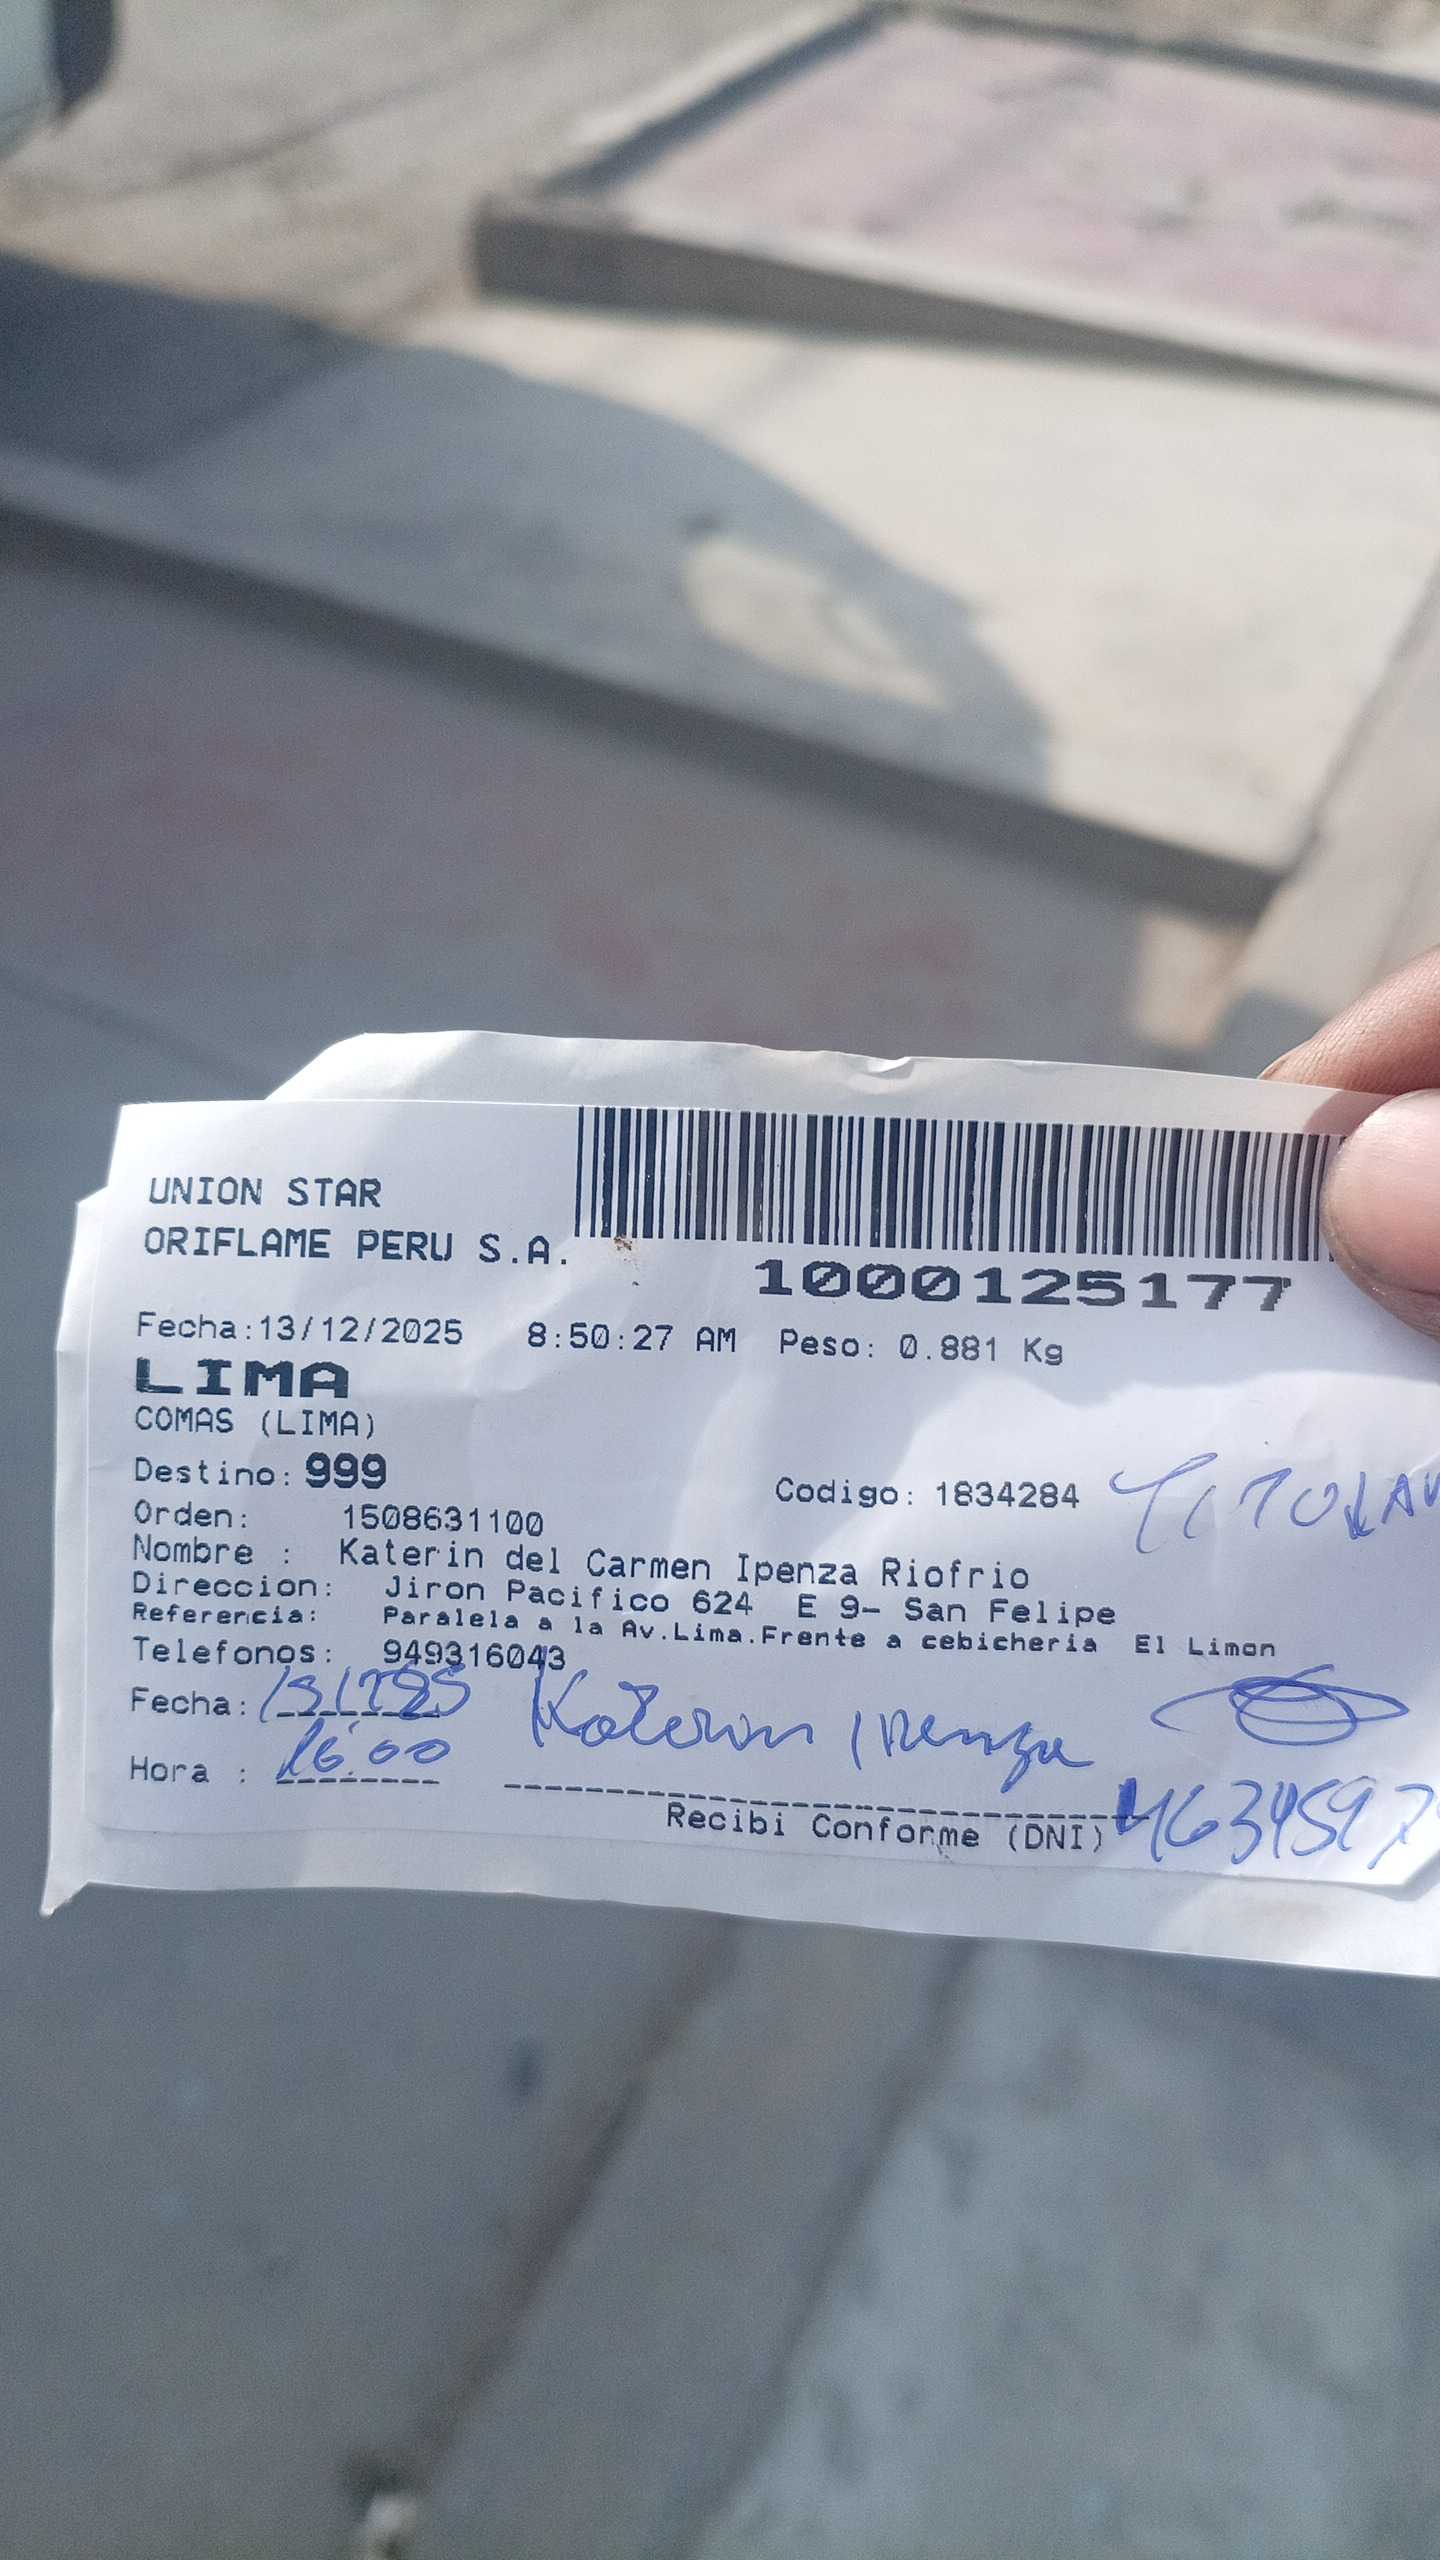 UNION STAR
ORIFLAME PERU S.A.
1000125177
Fecha:13/12/2025 8:50:27 AM Peso: 0.881 Kg
LIMA
COMAS (LIMA)
Destino: 999 Codigo: 1834284
Orden: 1508631100
Nombre : Katerin del Carmen Ipenza Riofrio
Direccion: Jiron Pacifico 624 E 9- San Felipe
Referencia: Paralela a la Av.Lima.Frente a cebicheria El Limon
Telefonos: 949316043
Fecha: Katerin Ipenza
Hora : 16:00
Recibi Conforme (DNI)